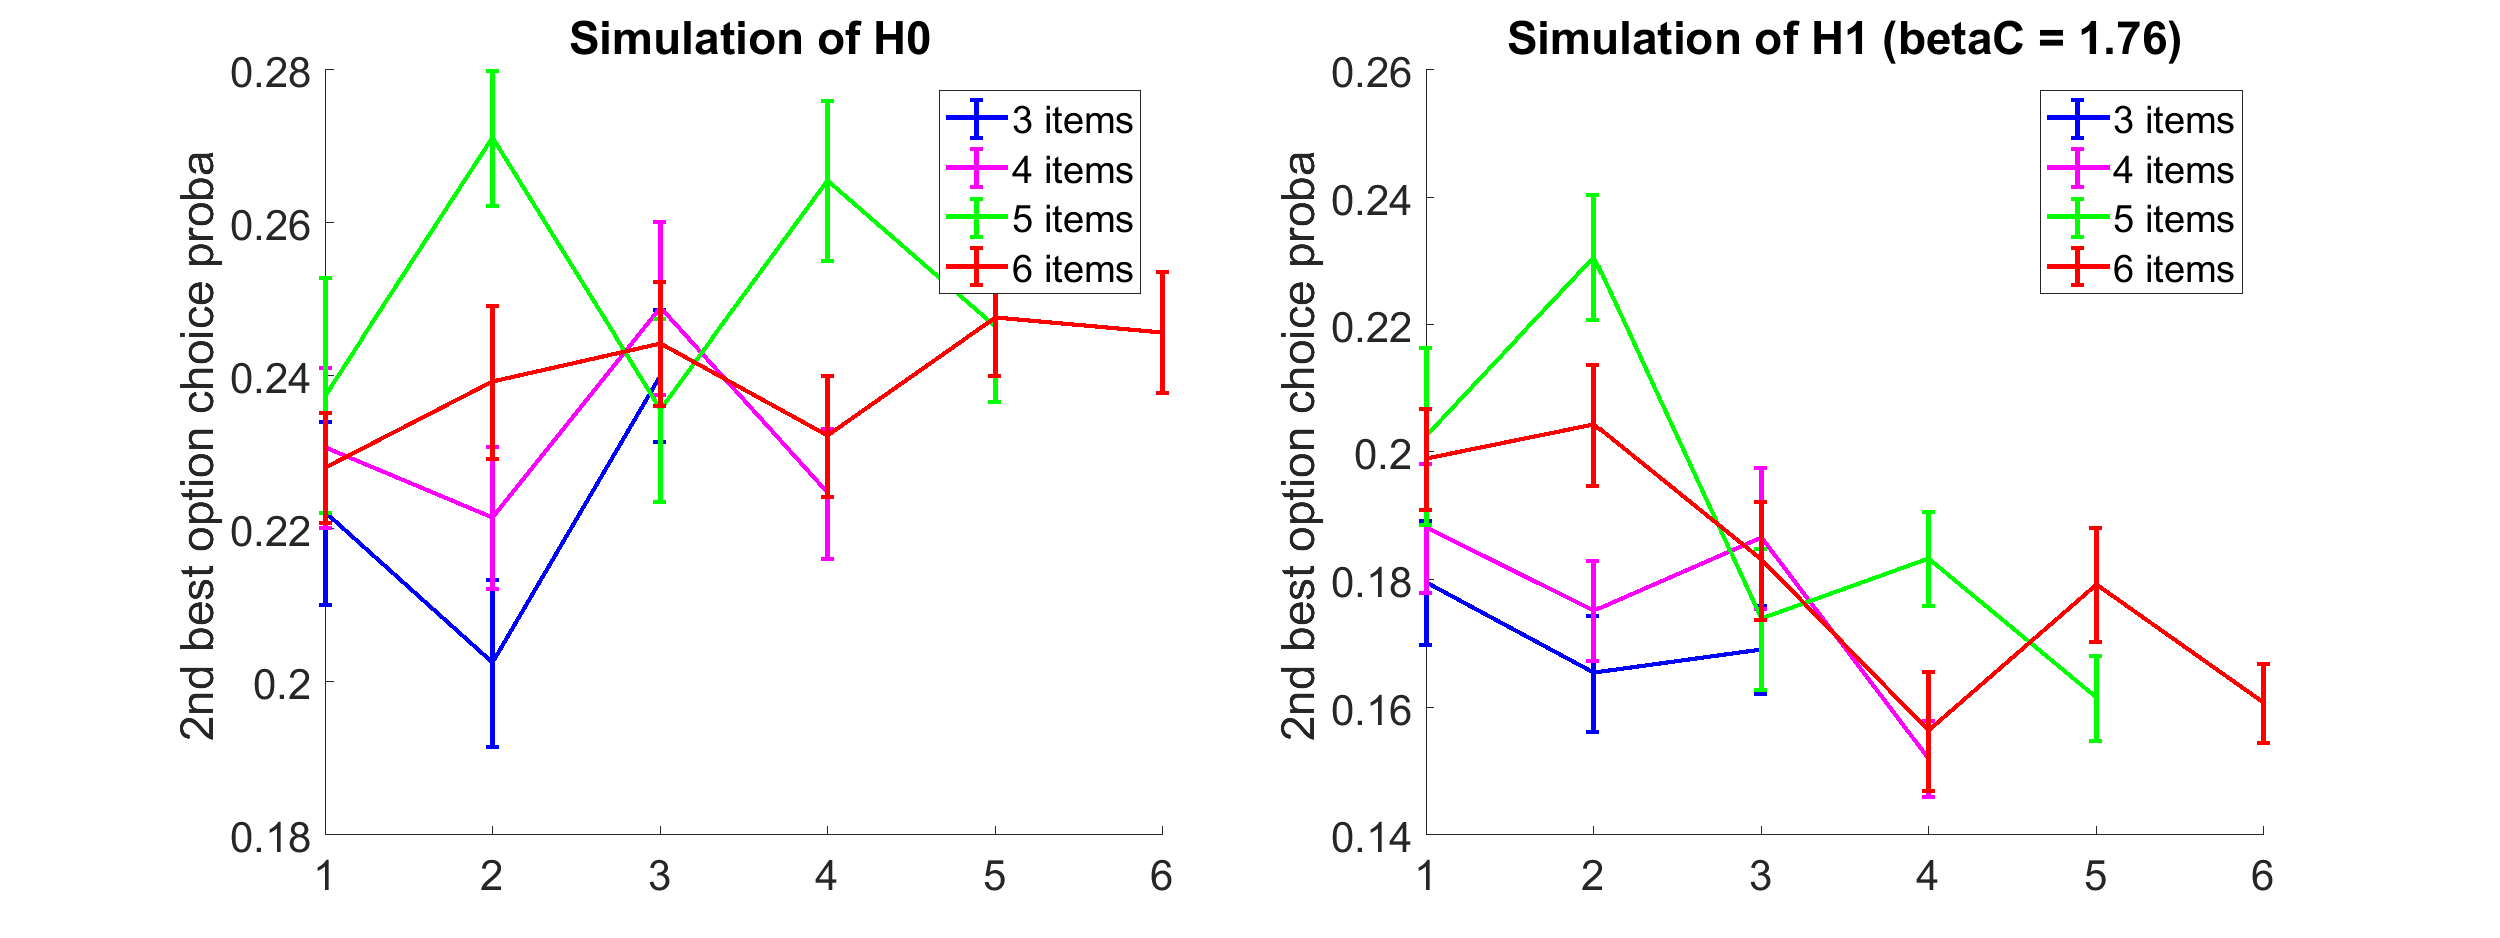 Simulation of H0
2nd best option choice proba
0.28
0.26
0.24
0.22
0.2
0.18
1 2 3 4 5 6
3 items
4 items
5 items
6 items
Simulation of H1 (betaC = 1.76)
2nd best option choice proba
0.26
0.24
0.22
0.2
0.18
0.16
0.14
1 2 3 4 5 6
3 items
4 items
5 items
6 items